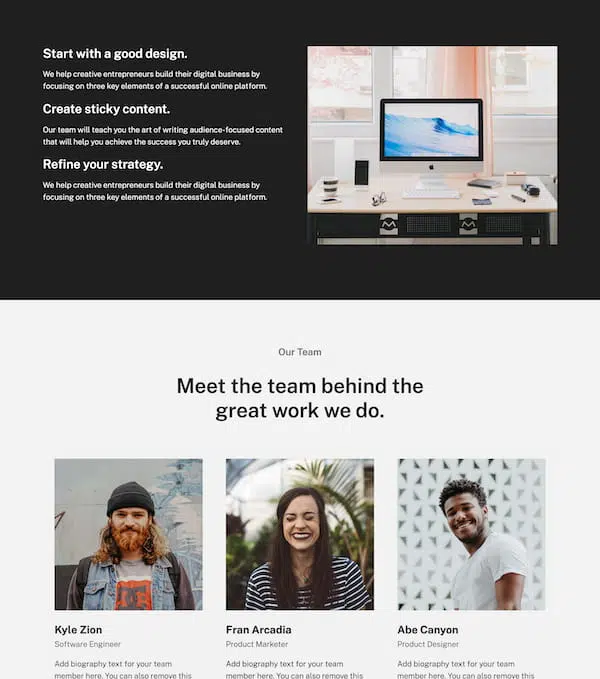 Start with a good design.
We help creative entrepreneurs build their digital business by
focusing on three key elements of a successful online platform.
Create sticky content.
Our team will teach you the art of writing audience-focused content
that will help you achieve the success you truly deserve.
Refine your strategy.
We help creative entrepreneurs build their digital business by
focusing on three key elements of a successful online platform.
Our Team
Meet the team behind the
great work we do.
Kyle Zion
Software Engineer
Add biography text for your team
member here. You can also remove this
Fran Arcadia
Product Marketer
Add biography text for your team
member here. You can also remove this
Abe Canyon
Product Designer
Add biography text for your team
member here. You can also remove this